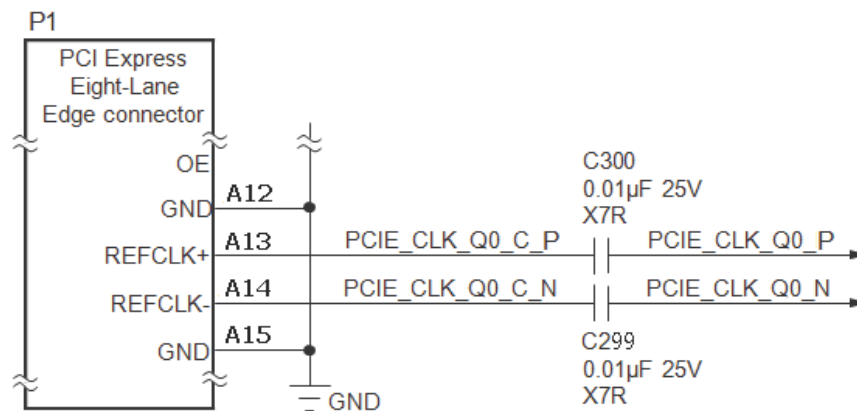 P1
PCI Express
Eight-Lane
Edge connector
OE
GND A12
REFCLK+ A13 PCIE_CLK_Q0_C_P PCIE_CLK_Q0_P
REFCLK- A14 PCIE_CLK_Q0_C_N PCIE_CLK_Q0_N
GND A15
C300
0.01µF 25V
X7R
C299
0.01µF 25V
X7R
GND